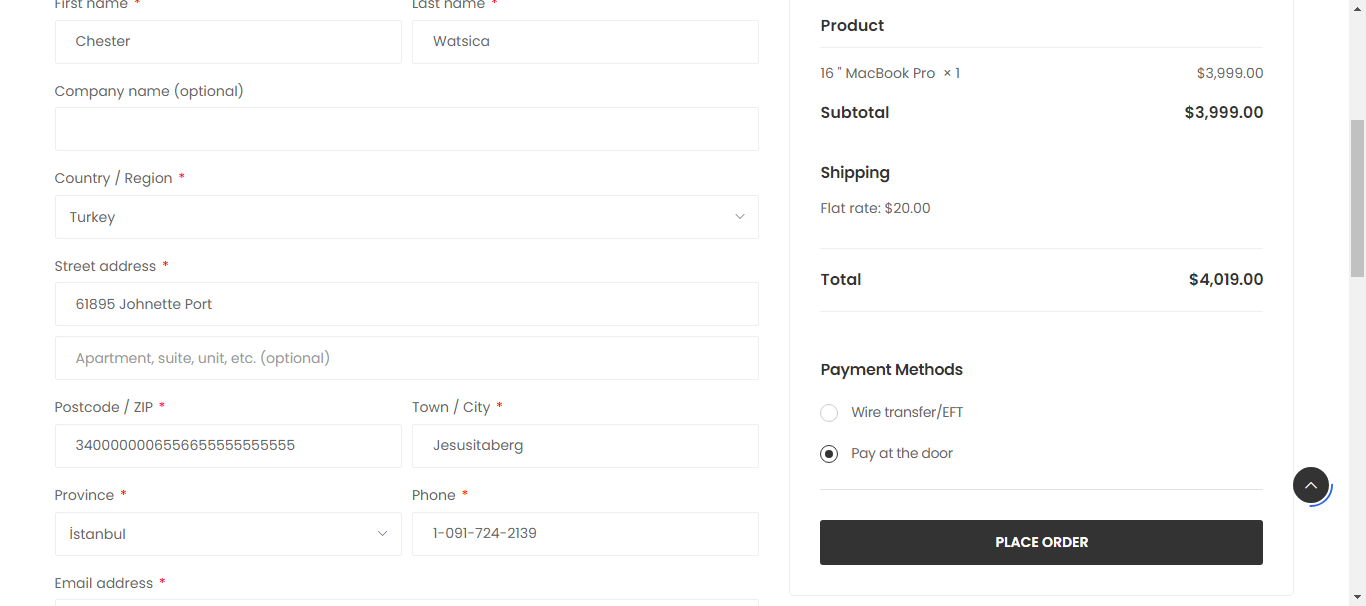 First name *
Last name *
Chester
Watsica
Company name (optional)
Country / Region *
Turkey
Street address *
61895 Johnette Port
Apartment, suite, unit, etc. (optional)
Postcode / ZIP *
Town / City *
3400000006556655555555555
Jesusitaberg
Province *
Phone *
İstanbul
1-091-724-2139
Email address *
Product
16 " MacBook Pro × 1
$3,999.00
Subtotal
$3,999.00
Shipping
Flat rate: $20.00
Total
$4,019.00
Payment Methods
Wire transfer/EFT
Pay at the door
PLACE ORDER